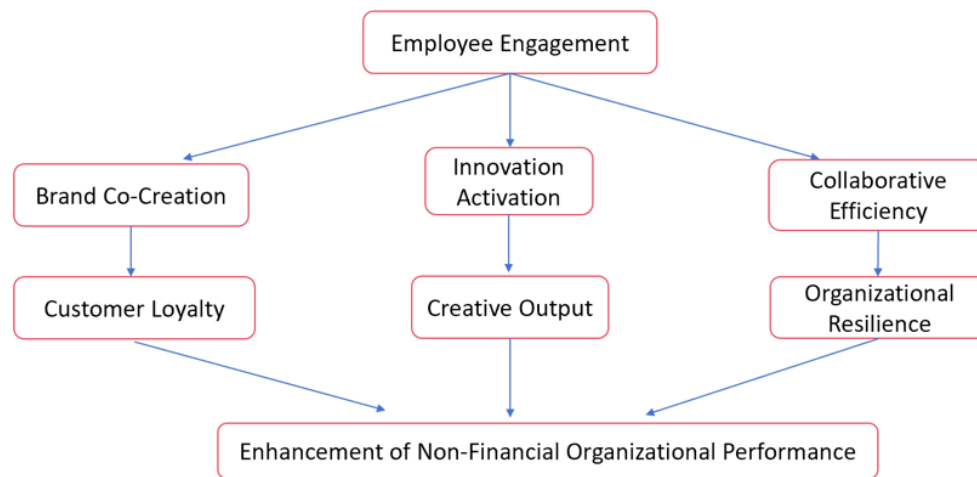 Employee Engagement
Brand Co-Creation
Innovation
Activation
Collaborative
Efficiency
Customer Loyalty
Creative Output
Organizational
Resilience
Enhancement of Non-Financial Organizational Performance